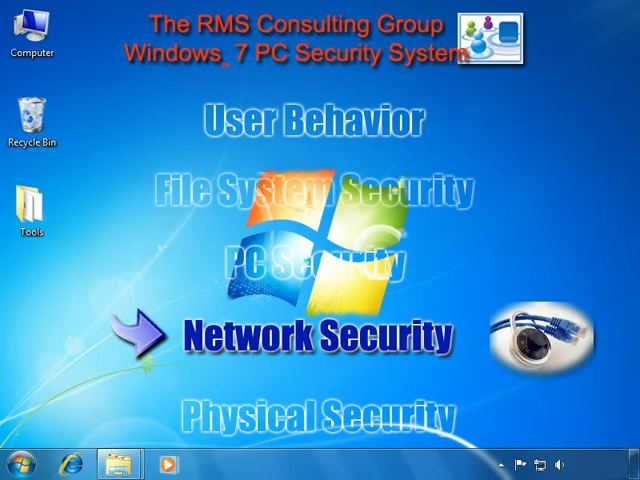 The RMS Consulting Group
Windows 7 PC Security System
Computer
User Behavior
Recycle Bin
File System Security
Tools
PC Security
Network Security
Physical Security